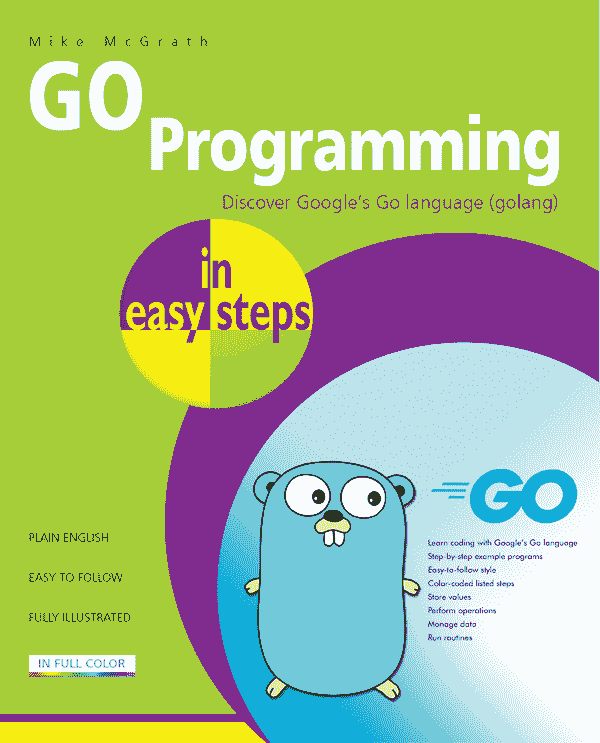 Mike McGrath
GO
Programming
Discover Google's Go language (golang)
in
easy steps
GO
Learn coding with Google's Go language
Step-by-step example programs
Easy-to-follow style
Color-coded listed steps
Store values
Perform operations
Manage data
Run routines
PLAIN ENGLISH
EASY TO FOLLOW
FULLY ILLUSTRATED
IN FULL COLOR